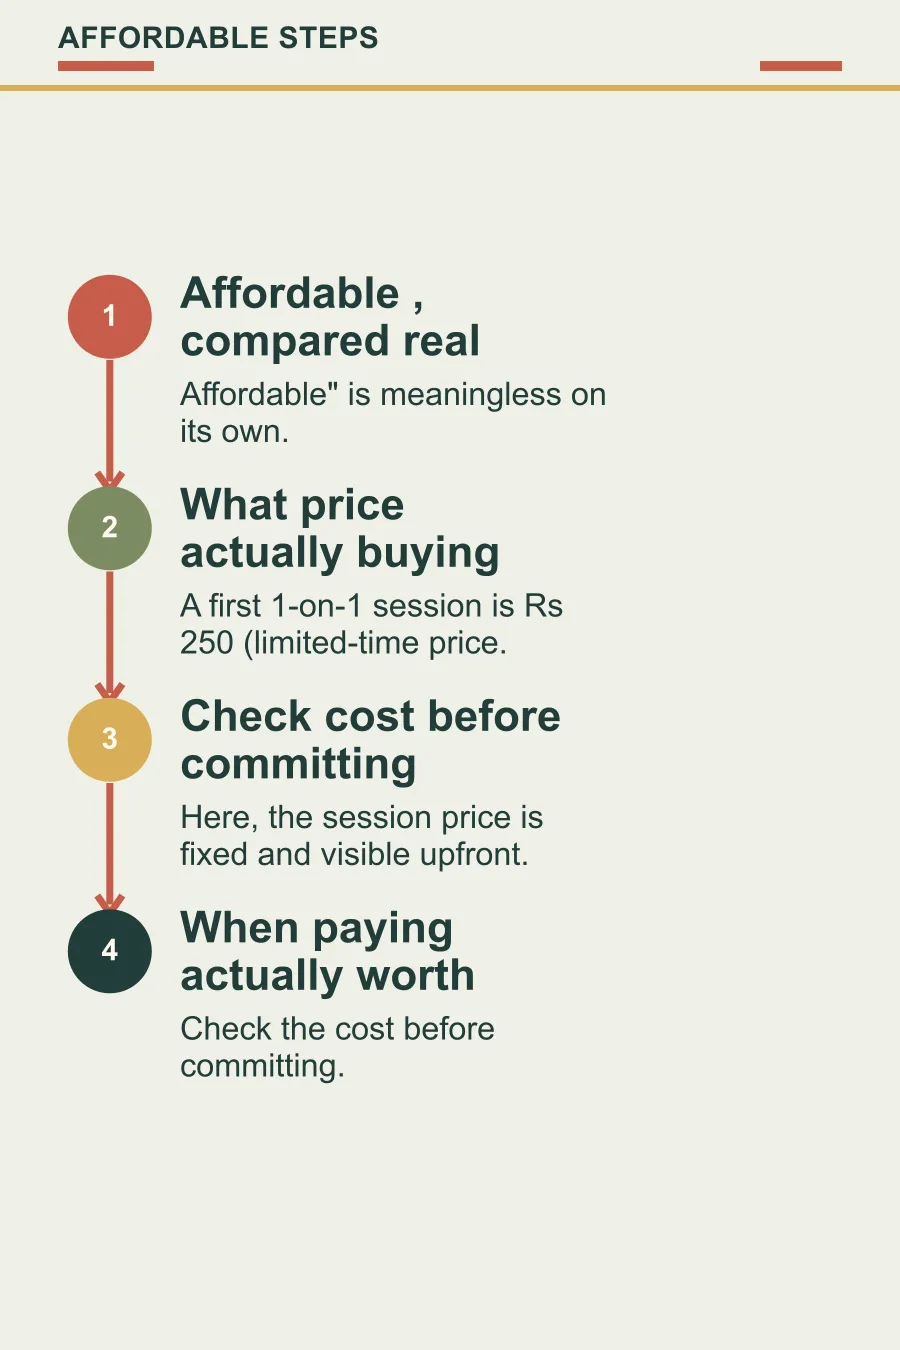 AFFORDABLE STEPS
1
Affordable ,
compared real
Affordable" is meaningless on
its own.
2
What price
actually buying
A first 1-on-1 session is Rs
250 (limited-time price.
3
Check cost before
committing
Here, the session price is
fixed and visible upfront.
4
When paying
actually worth
Check the cost before
committing.